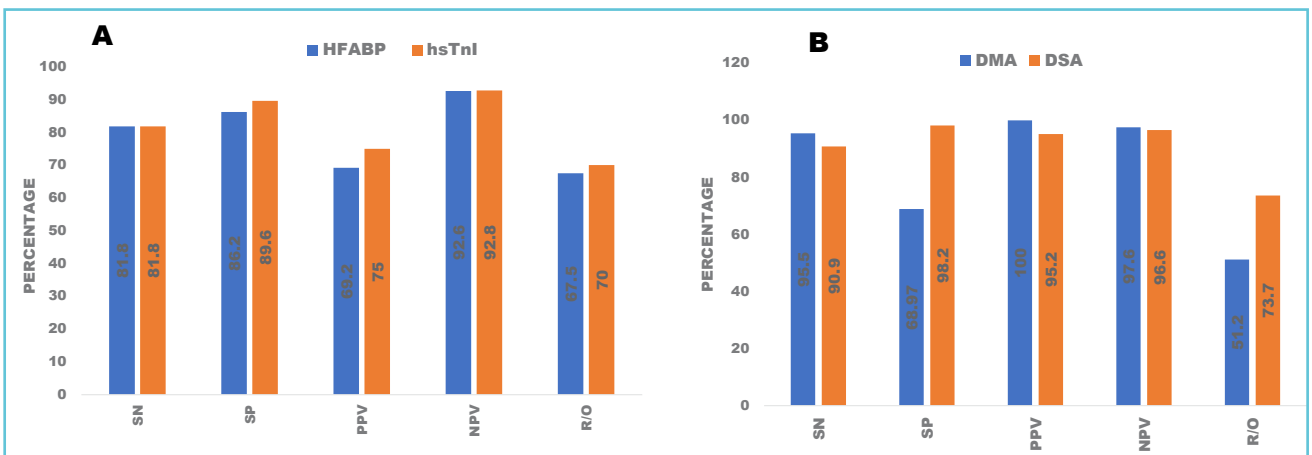 A
HFABP hsTnI
100
90
80
70
60
50
40
30
20
10
0
PERCENTAGE
81.8 81.8 86.2 89.6 69.2 75 92.6 92.8 67.5 70
SN SP PPV NPV R/O
B
DMA DSA
120
100
80
60
40
20
0
PERCENTAGE
95.5 90.9 68.97 98.2 100 95.2 97.6 96.6 51.2 73.7
SN SP PPV NPV R/O